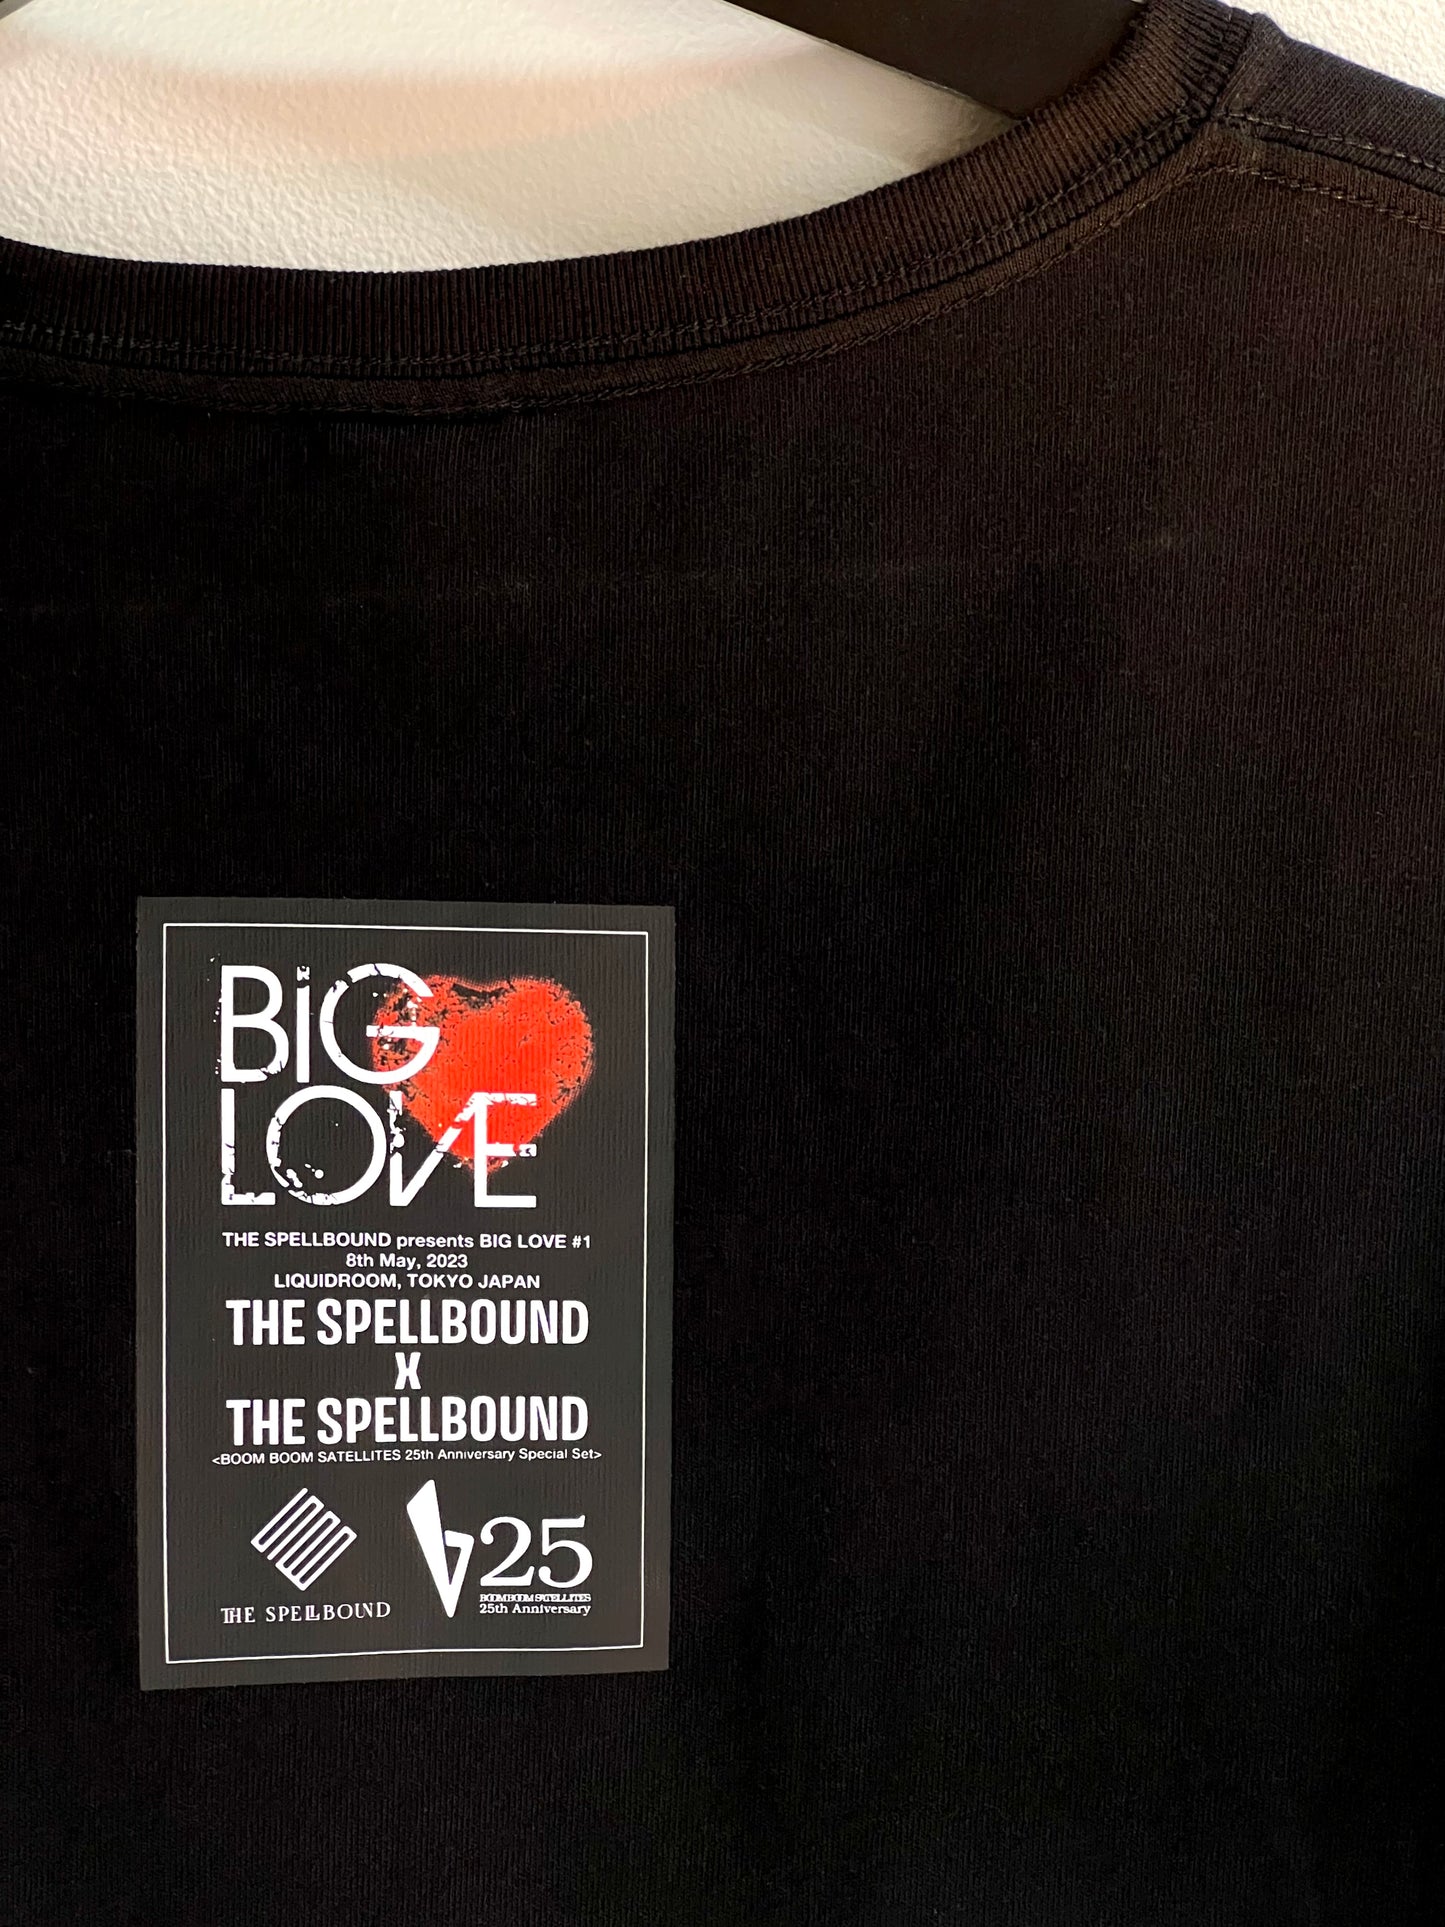 BiG
LOVE
THE SPELLBOUND presents BIG LOVE #1
8th May, 2023
LIQUIDROOM, TOKYO JAPAN
THE SPELLBOUND
X
THE SPELLBOUND
<BOOM BOOM SATELLITES 25th Anniversary Special Set>
THE SPELLBOUND
b25
BOOM BOOM SATELLITES
25th Anniversary